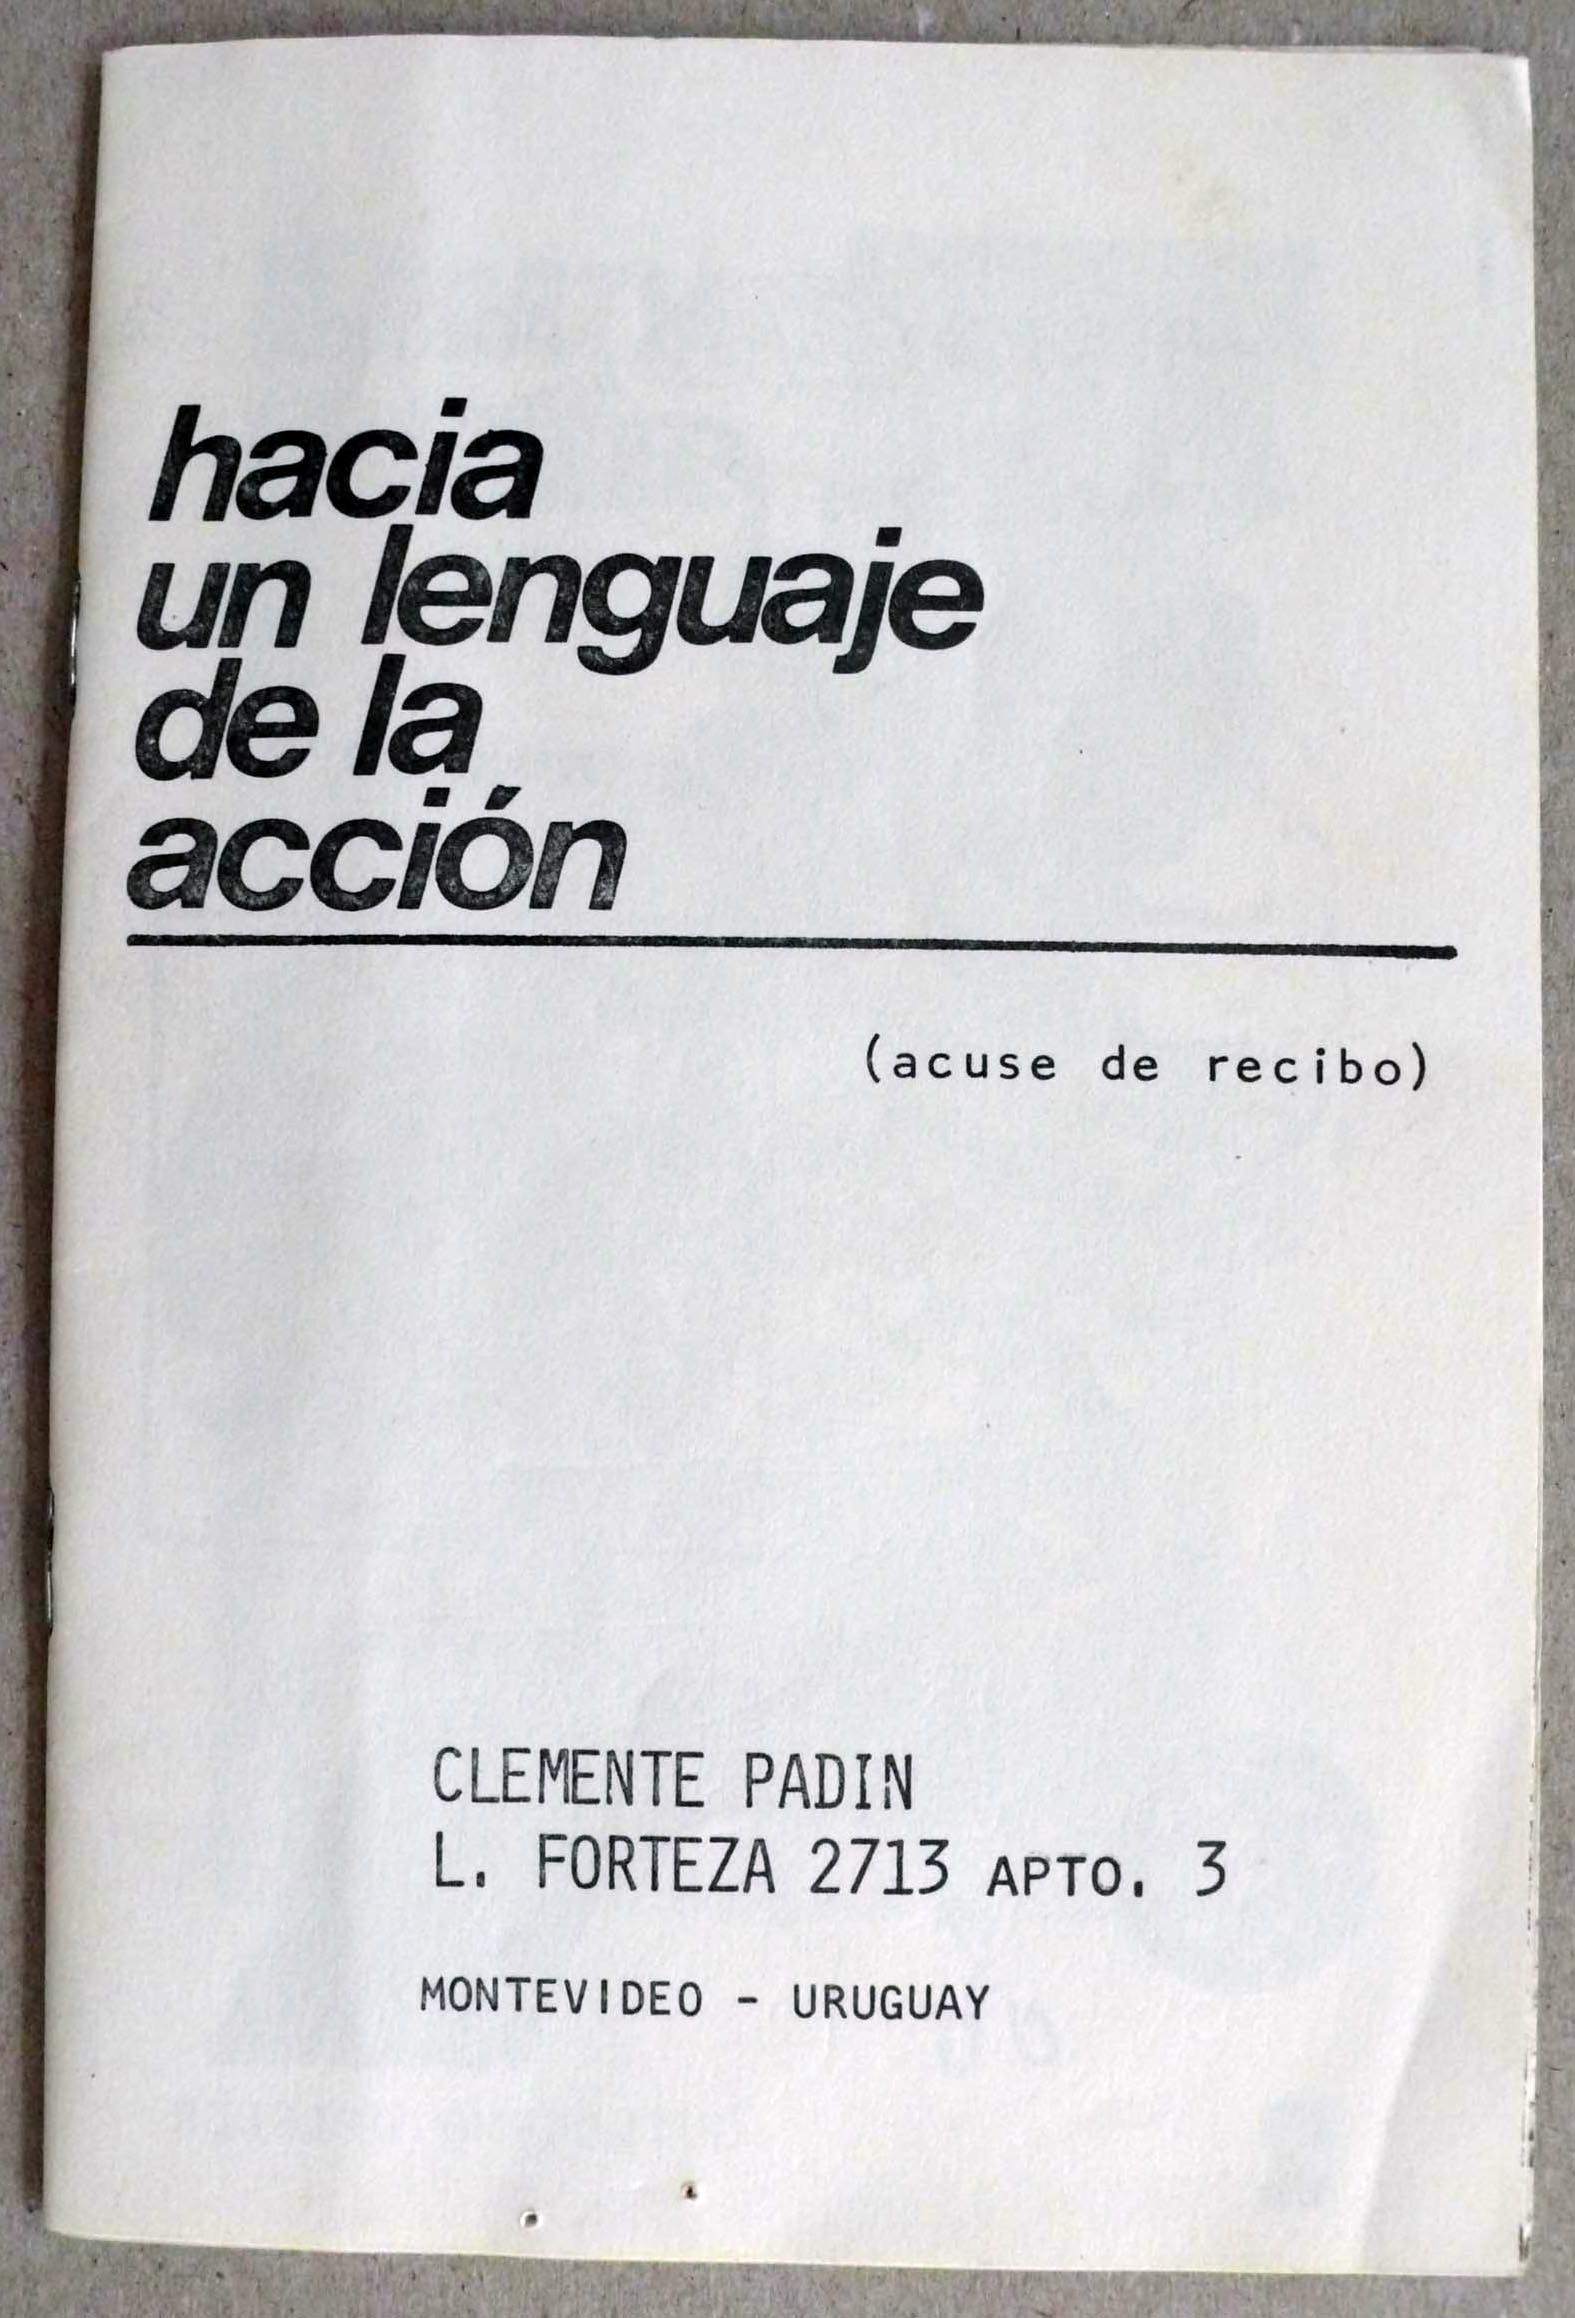 hacia
un lenguaje
de la
acción
(acuse de recibo)
CLEMENTE PADIN
L. FORTEZA 2713 APTO. 3
MONTEVIDEO - URUGUAY